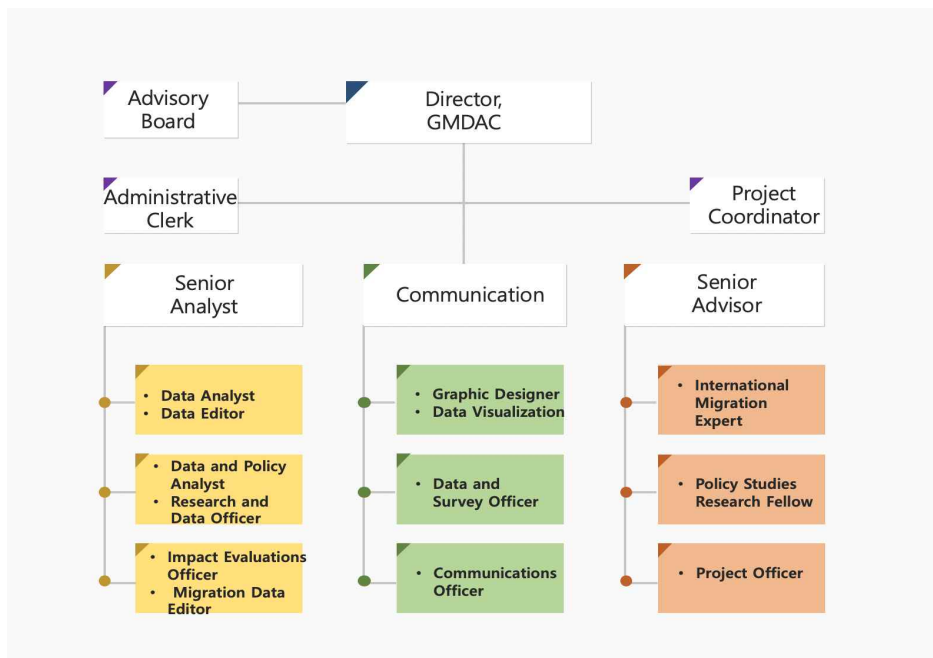 Advisory
Board
Director,
GMDAC
Administrative
Clerk
Project
Coordinator
Senior
Analyst
Communication
Senior
Advisor
• Data Analyst
• Data Editor
• Graphic Designer
• Data Visualization
• International
Migration
Expert
• Data and Policy
Analyst
• Research and
Data Officer
• Data and
Survey Officer
• Policy Studies
Research Fellow
• Impact Evaluations
Officer
• Migration Data
Editor
• Communications
Officer
• Project Officer